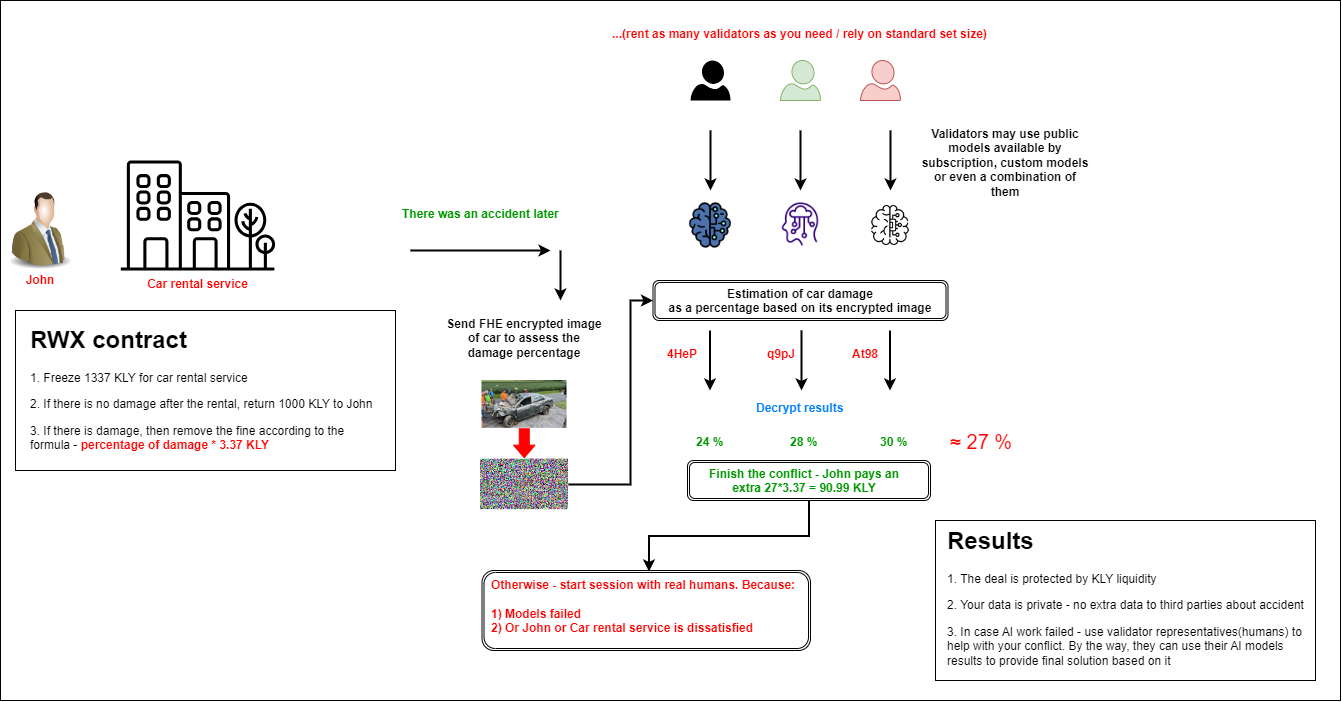 ...(rent as many validators as you need / rely on standard set size)
Validators may use public
models available by
subscription, custom models
or even a combination of
them
There was an accident later
John
Car rental service
RWX contract
1. Freeze 1337 KLY for car rental service
2. If there is no damage after the rental, return 1000 KLY to John
3. If there is damage, then remove the fine according to the
formula - percentage of damage * 3.37 KLY
Send FHE encrypted image
of car to assess the
damage percentage
Estimation of car damage
as a percentage based on its encrypted image
4HeP
q9pJ
At98
Decrypt results
24 %
28 %
30 %
≈ 27 %
Finish the conflict - John pays an
extra 27*3.37 = 90.99 KLY
Otherwise - start session with real humans. Because:
1) Models failed
2) Or John or Car rental service is dissatisfied
Results
1. The deal is protected by KLY liquidity
2. Your data is private - no extra data to third parties about accident
3. In case AI work failed - use validator representatives(humans) to
help with your conflict. By the way, they can use their AI models
results to provide final solution based on it